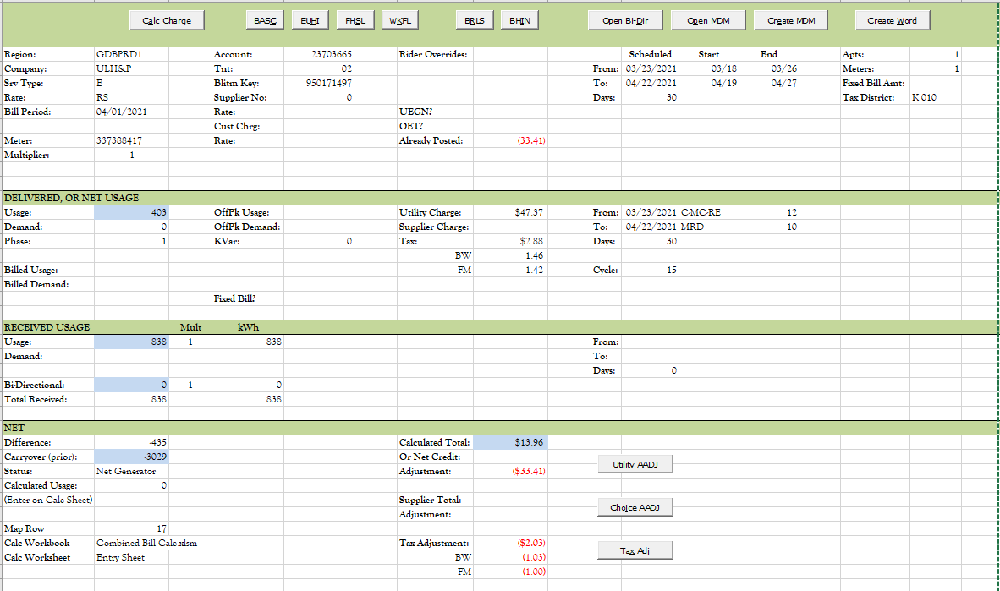 Calc Charge BASC EUHI FHSL WKFL BRLS BHIN Open Bi-Dir Open MDM Create MDM Create Word
Region: GDBPRD1 Account: 23703665 Rider Overrides: Scheduled Start End Apts: 1
Company: ULH&P Tnt: 02 From: 03/23/2021 03/18 03/26 Meters: 1
Srv Type: E Blitm Key: 950171497 To: 04/22/2021 04/19 04/27 Fixed Bill Amt:
Rate: RS Supplier No: 0 Days: 30 Tax District: K 010
Bill Period: 04/01/2021 Rate: UEGN?
Cust Chrg: OET?
Meter: 337388417 Rate: Already Posted: (33.41)
Multiplier: 1
DELIVERED, OR NET USAGE
Usage: 403 OffPk Usage: Utility Charge: $47.37 From: 03/23/2021 C-MC-RE 12
Demand: 0 OffPk Demand: Supplier Charge: To: 04/22/2021 MRD 10
Phase: 1 KVar: 0 Tax: $2.88 Days: 30
BW 1.46
Billed Usage: FM 1.42 Cycle: 15
Billed Demand:
Fixed Bill?
RECEIVED USAGE Mult kWh
Usage: 838 1 838 From:
Demand: To:
Days: 0
Bi-Directional: 0 1 0
Total Received: 838 838
NET
Difference: -435 Calculated Total: $13.96
Carryover (prior): -3029 Or Net Credit:
Status: Net Generator Adjustment: ($33.41) Utility AADJ
Calculated Usage: 0
(Enter on Calc Sheet) Supplier Total: Choice AADJ
Adjustment:
Map Row 17
Calc Workbook Combined Bill Calc.xlsm Tax Adjustment: ($2.03) Tax Adj
Calc Worksheet Entry Sheet BW (1.03)
FM (1.00)